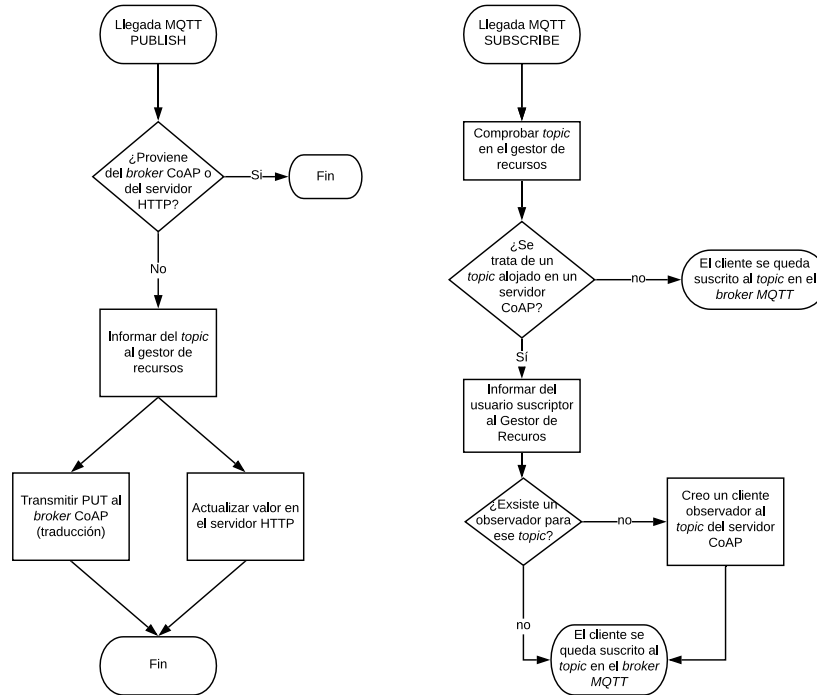 Llegada MQTT
PUBLISH
¿Proviene
del broker CoAP o
del servidor
HTTP?
Si
Fin
No
Informar del topic
al gestor de
recursos
Transmitir PUT al
broker CoAP
(traducción)
Actualizar valor en
el servidor HTTP
Fin
Llegada MQTT
SUBSCRIBE
Comprobar topic
en el gestor de
recursos
¿Se
trata de un
topic alojado en un
servidor
CoAP?
no
El cliente se queda
suscrito al topic en el
broker MQTT
Sí
Informar del
usuario suscriptor
al Gestor de
Recuros
¿Exsiste un
observador para
ese topic?
no
Creo un cliente
observador al
topic del servidor
CoAP
no
El cliente se
queda suscrito al
topic en el broker
MQTT